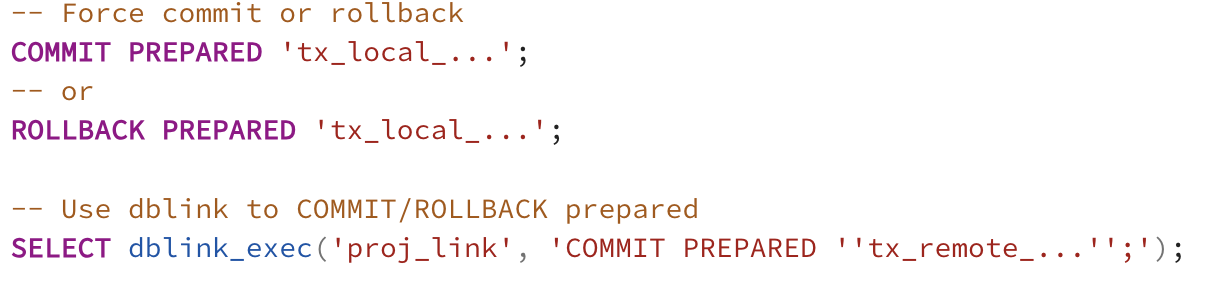 -- Force commit or rollback
COMMIT PREPARED 'tx_local_...';
-- or
ROLLBACK PREPARED 'tx_local_...';
-- Use dblink to COMMIT/ROLLBACK prepared
SELECT dblink_exec('proj_link', 'COMMIT PREPARED ''tx_remote_...'';');